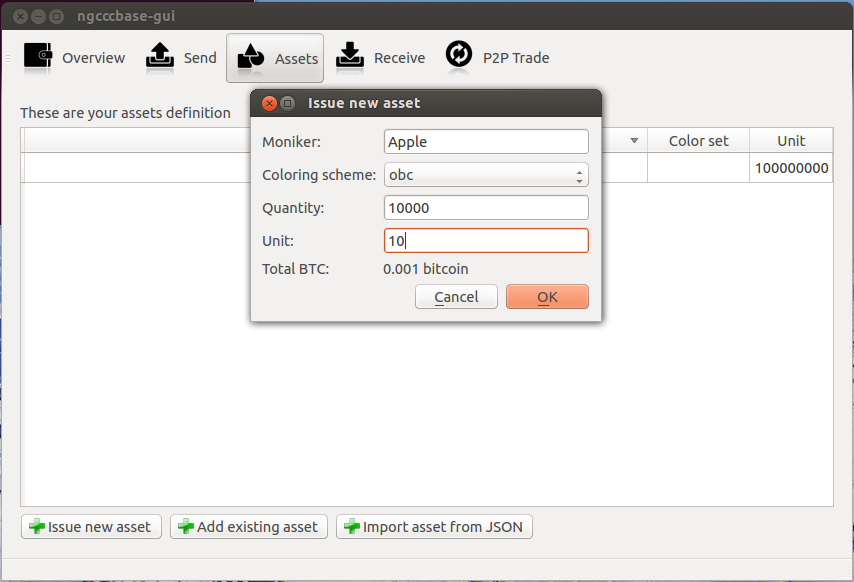 ngcccbase-gui
Overview Send Assets Receive P2P Trade
These are your assets definition
Color set Unit
100000000
Issue new asset
Moniker: Apple
Coloring scheme: obc
Quantity: 10000
Unit: 10
Total BTC: 0.001 bitcoin
Cancel OK
Issue new asset Add existing asset Import asset from JSON